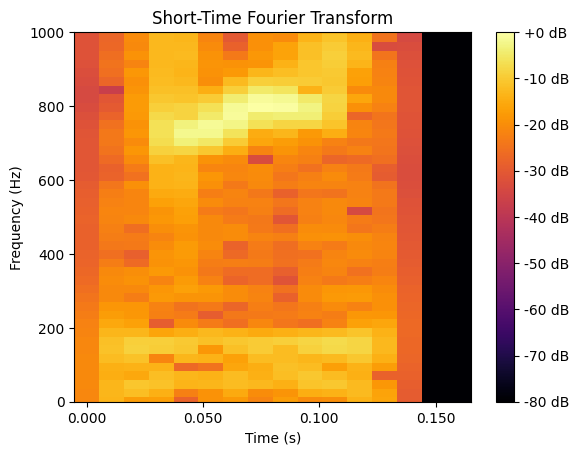 Short-Time Fourier Transform
1000
800
600
400
200
0
Frequency (Hz)
0.000
0.050
0.100
0.150
Time (s)
+0 dB
-10 dB
-20 dB
-30 dB
-40 dB
-50 dB
-60 dB
-70 dB
-80 dB